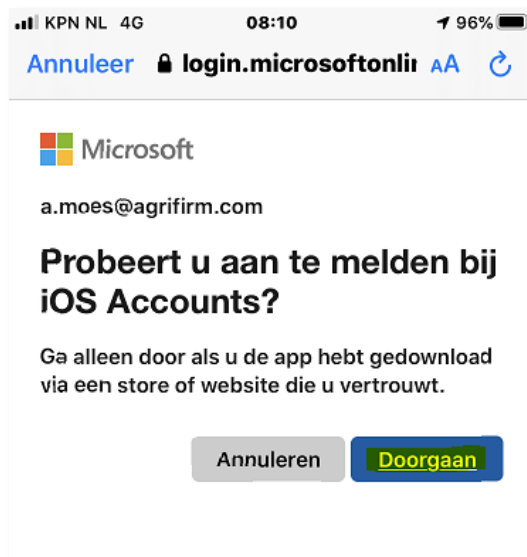 KPN NL 4G 08:10 96%
Annuleer login.microsoftonlin AA
Microsoft
a.moes@agrifirm.com
Probeert u aan te melden bij
iOS Accounts?
Ga alleen door als u de app hebt gedownload
via een store of website die u vertrouwt.
Annuleren Doorgaan